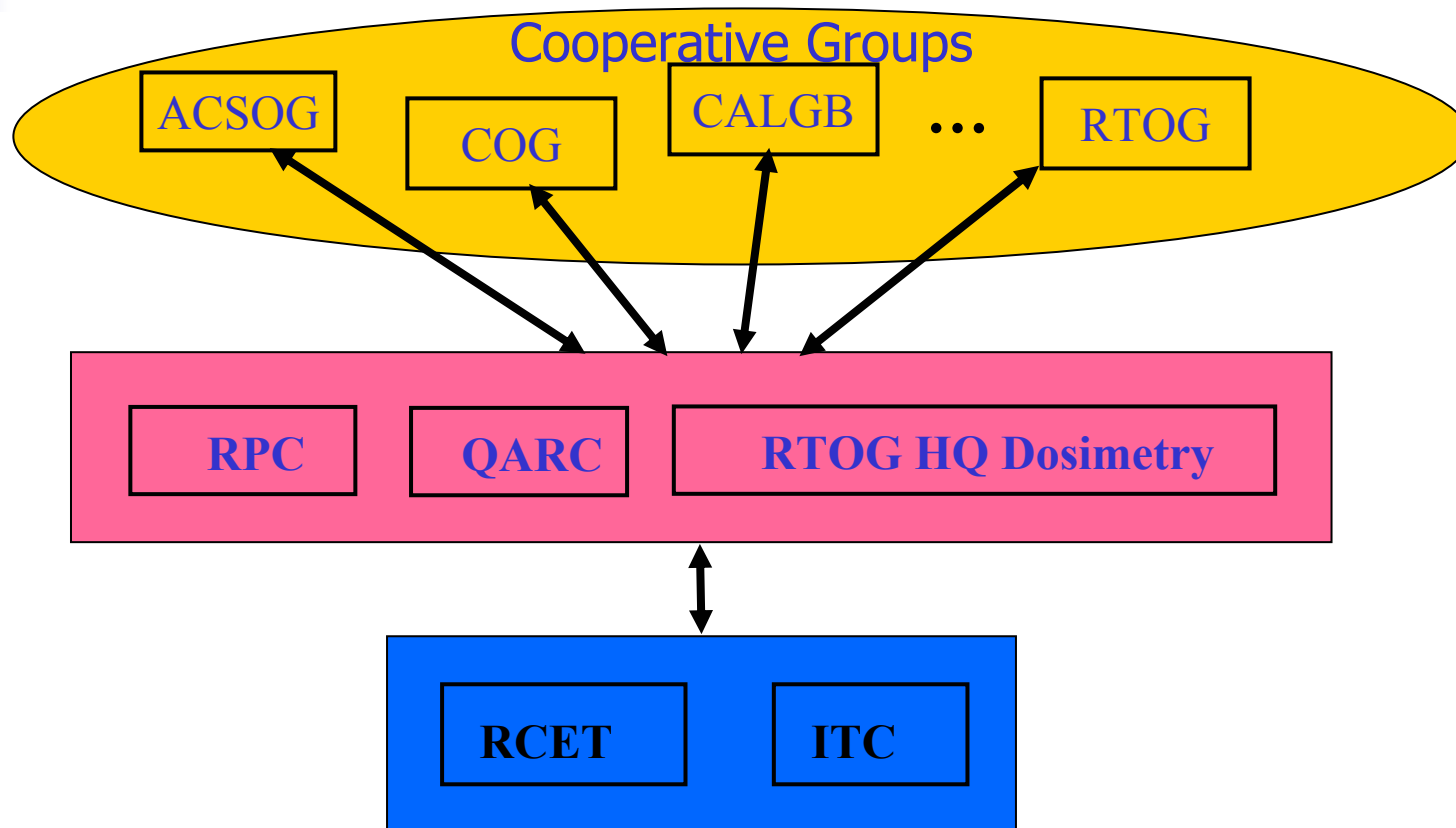 Cooperative Groups
ACSOG
COG
CALGB
...
RTOG
RPC
QARC
RTOG HQ Dosimetry
RCET
ITC